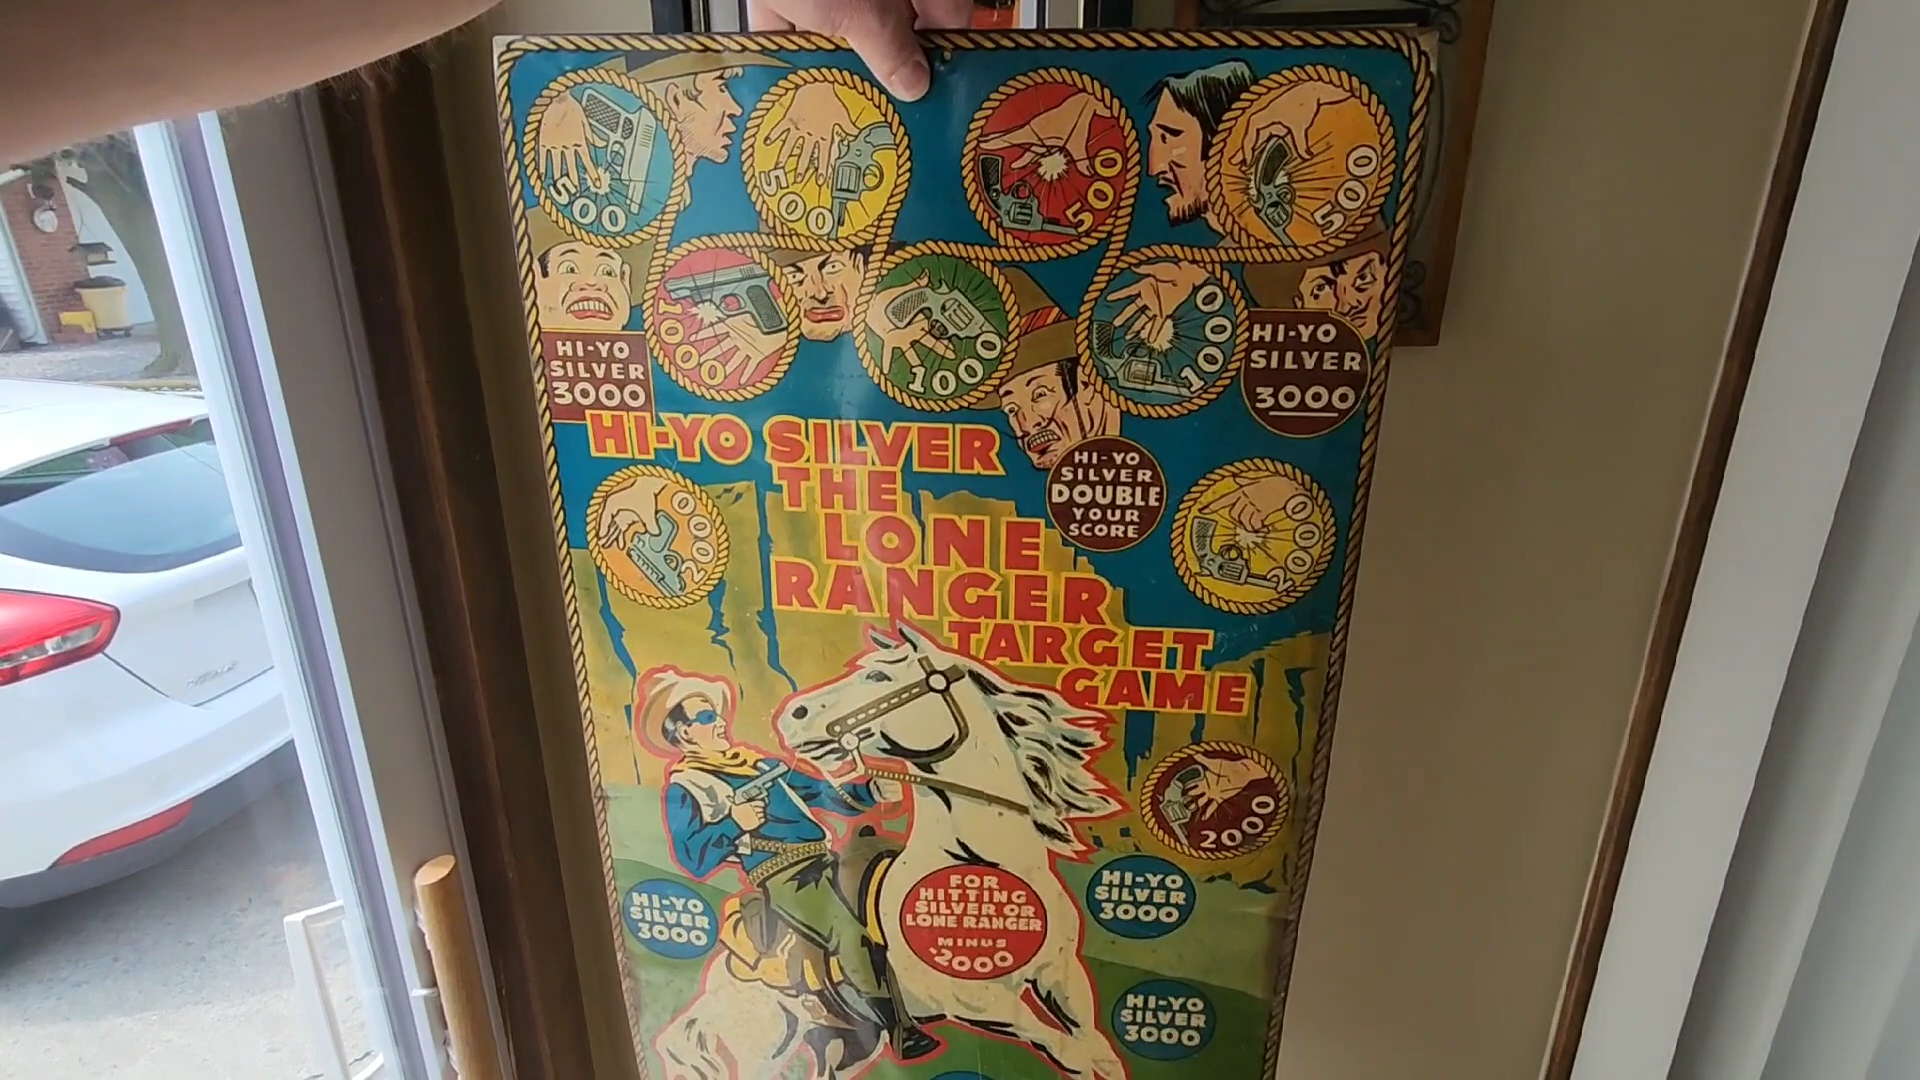 500
500
500
500
1000
1000
1000
HI-YO
SILVER
3000
HI-YO
SILVER
3000
HI-YO SILVER
THE
LONE
RANGER
TARGET
GAME
HI-YO
SILVER
DOUBLE
YOUR
SCORE
2000
2000
2000
FOR
HITTING
SILVER OR
LONE RANGER
MINUS
-2000
HI-YO
SILVER
3000
HI-YO
SILVER
3000
HI-YO
SILVER
3000